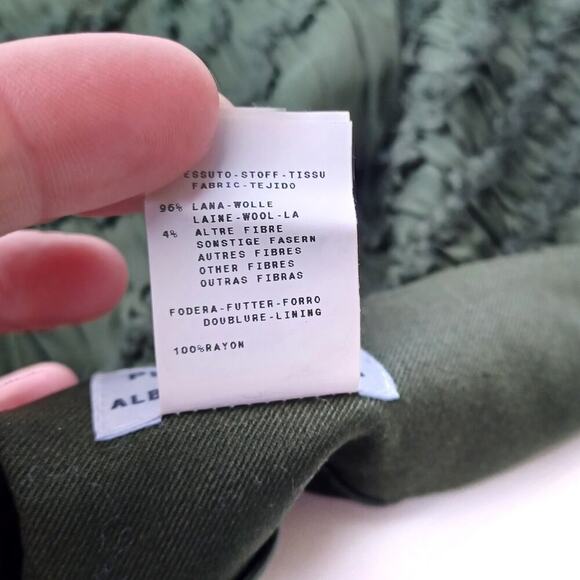 ESSUTO-STOFF-TISSU
FABRIC-TEJIDO
96% LANA-WOLLE
LAINE-WOOL-LA
4% ALTRE FIBRE
SONSTIGE FASERN
AUTRES FIBRES
OTHER FIBRES
OUTRAS FIBRAS
FODERA-FUTTER-FORRO
DOUBLURE-LINING
100%RAYON
ALB